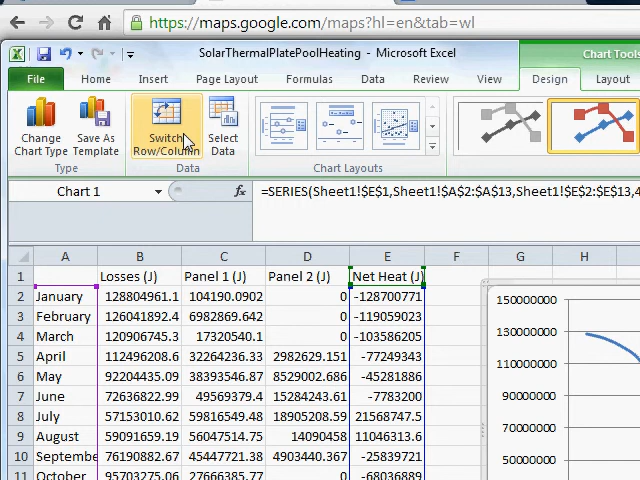 https://maps.google.com/maps?hl=en&tab=wl
SolarThermalPlatePoolHeating - Microsoft Excel
Chart Tools
File Home Insert Page Layout Formulas Data Review View Design Layout
Change Chart Type
Save As Template
Switch Row/Column
Select Data
Type Data Chart Layouts
Chart 1 fx =SERIES(Sheet1!$E$1,Sheet1!$A$2:$A$13,Sheet1!$E$2:$E$13,4
A B C D E F G H
1 Losses (J) Panel 1 (J) Panel 2 (J) Net Heat (J)
2 January 128804961.1 104190.0902 0 -128700771
3 February 126041892.4 6982869.642 0 -119059023
4 March 120906745.3 17320540.1 0 -103586205
5 April 112496208.6 32264236.33 2982629.151 -77249343
6 May 92204435.09 38393546.87 8529002.686 -45281886
7 June 72636822.99 49569379.4 15284243.61 -7783200
8 July 57153010.62 59816549.48 18905208.59 21568747.5
9 August 59091659.19 56047514.75 14090458 11046313.6
10 Septembe 76190882.67 45447721.38 4903440.367 -25839721
11 October 95703275.06 27666385.77 0 -68036889
150000000
130000000
110000000
90000000
70000000
50000000